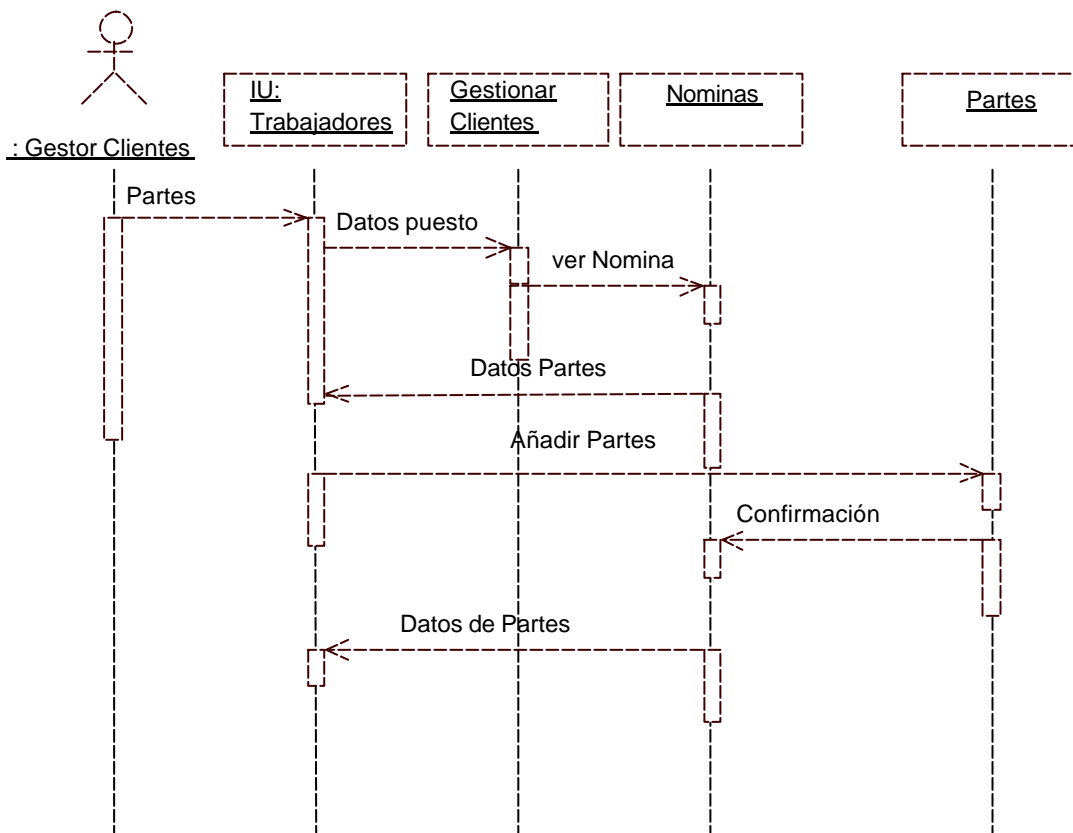 IU:
Trabajadores
Gestionar
Clientes
Nominas
Partes
: Gestor Clientes
Partes
Datos puesto
ver Nomina
Datos Partes
Añadir Partes
Confirmación
Datos de Partes